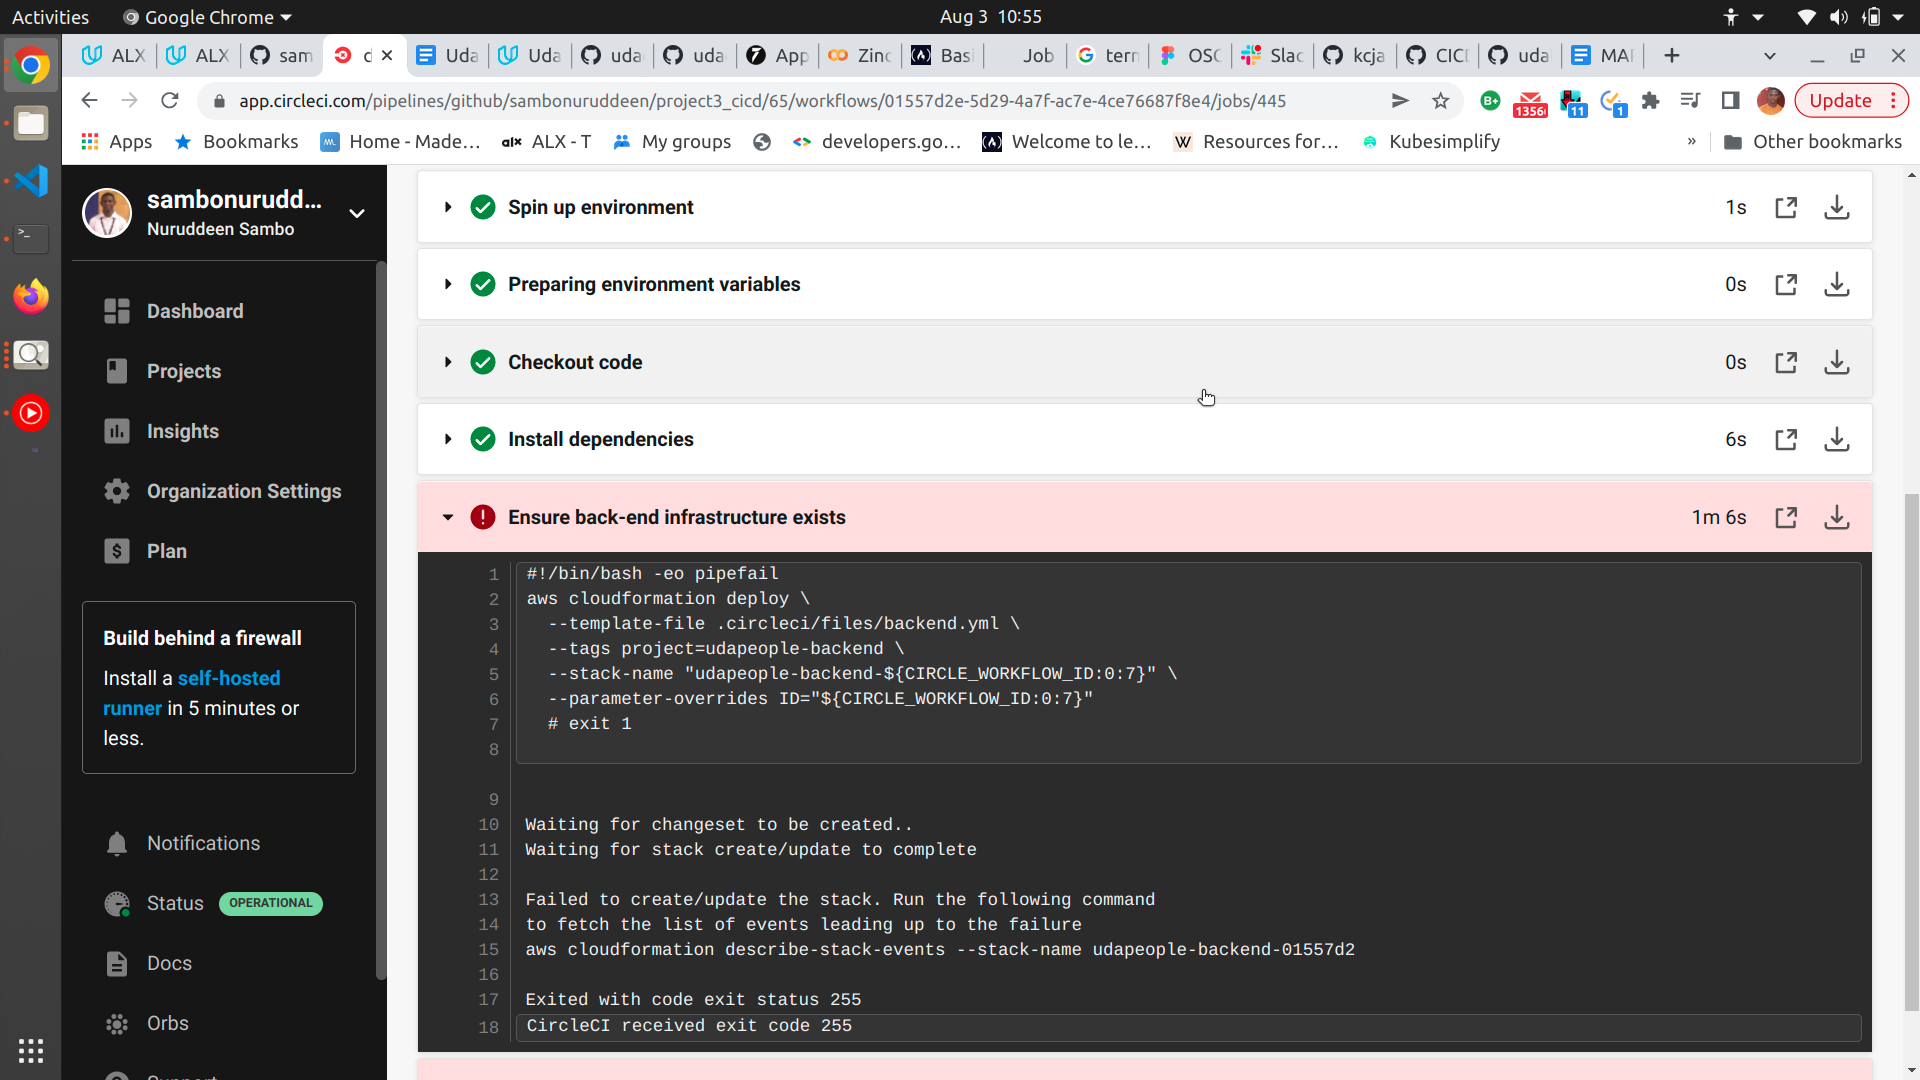 Activities
Google Chrome
Aug 3 10:55
ALX
ALX
sam
Uda
Uda
uda
uda
App
Zinc
Basi
Job
tern
OSC
Slac
kcja
CICI
uda
MAR
app.circleci.com/pipelines/github/sambonuruddeen/project3_cicd/65/workflows/01557d2e-5d29-4a7f-ac7e-4ce76687f8e4/jobs/445
B+
1356
11
1
Update
Apps
Bookmarks
Home - Made...
alx
ALX - T
My groups
developers.go...
Welcome to le...
W
Resources for...
Kubesimplify
»
Other bookmarks
sambonurudd...
Nuruddeen Sambo
Dashboard
Projects
Insights
Organization Settings
Plan
Build behind a firewall
Install a self-hosted
runner in 5 minutes or
less.
Notifications
Status OPERATIONAL
Docs
Orbs
Support
Spin up environment 1s
Preparing environment variables 0s
Checkout code 0s
Install dependencies 6s
Ensure back-end infrastructure exists 1m 6s
1 #!/bin/bash -eo pipefail
2 aws cloudformation deploy \
3 --template-file .circleci/files/backend.yml \
4 --tags project=udapeople-backend \
5 --stack-name "udapeople-backend-${CIRCLE_WORKFLOW_ID:0:7}" \
6 --parameter-overrides ID="${CIRCLE_WORKFLOW_ID:0:7}"
7 # exit 1
8
9
10 Waiting for changeset to be created..
11 Waiting for stack create/update to complete
12
13 Failed to create/update the stack. Run the following command
14 to fetch the list of events leading up to the failure
15 aws cloudformation describe-stack-events --stack-name udapeople-backend-01557d2
16
17 Exited with code exit status 255
18 CircleCI received exit code 255